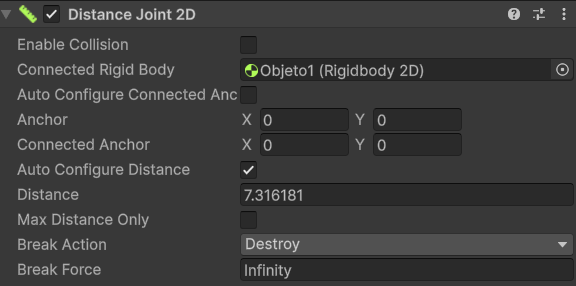 Distance Joint 2D
Enable Collision
Connected Rigid Body Objeto1 (Rigidbody 2D)
Auto Configure Connected Anc
Anchor X 0 Y 0
Connected Anchor X 0 Y 0
Auto Configure Distance
Distance 7.316181
Max Distance Only
Break Action Destroy
Break Force Infinity